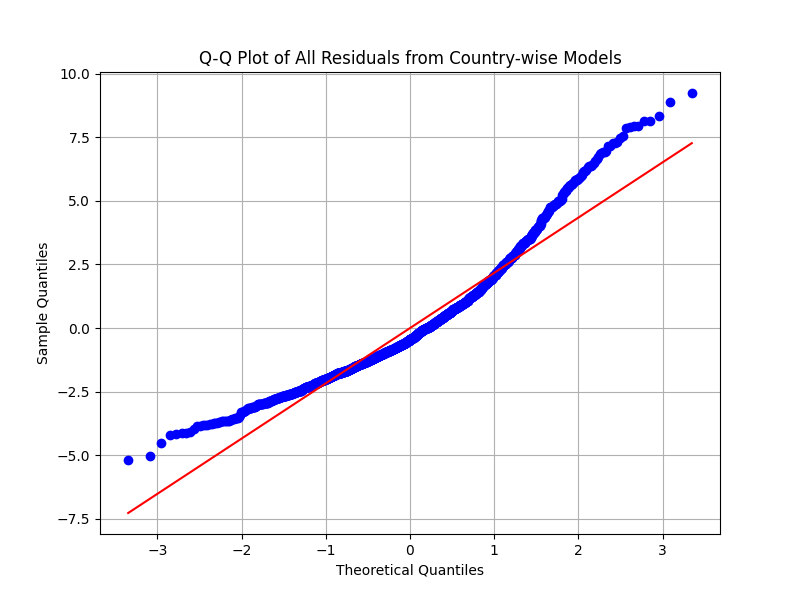 Q-Q Plot of All Residuals from Country-wise Models
10.0
7.5
5.0
2.5
0.0
−2.5
−5.0
−7.5
Sample Quantiles
−3 −2 −1 0 1 2 3
Theoretical Quantiles